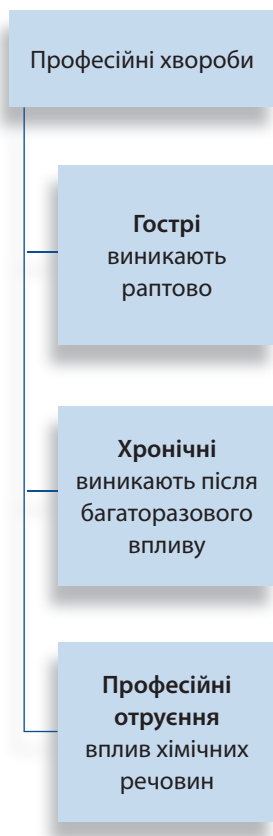 Професійні хвороби
Гострі
виникають
раптово
Хронічні
виникають після
багаторазового
впливу
Професійні
отруєння
вплив хімічних
речовин